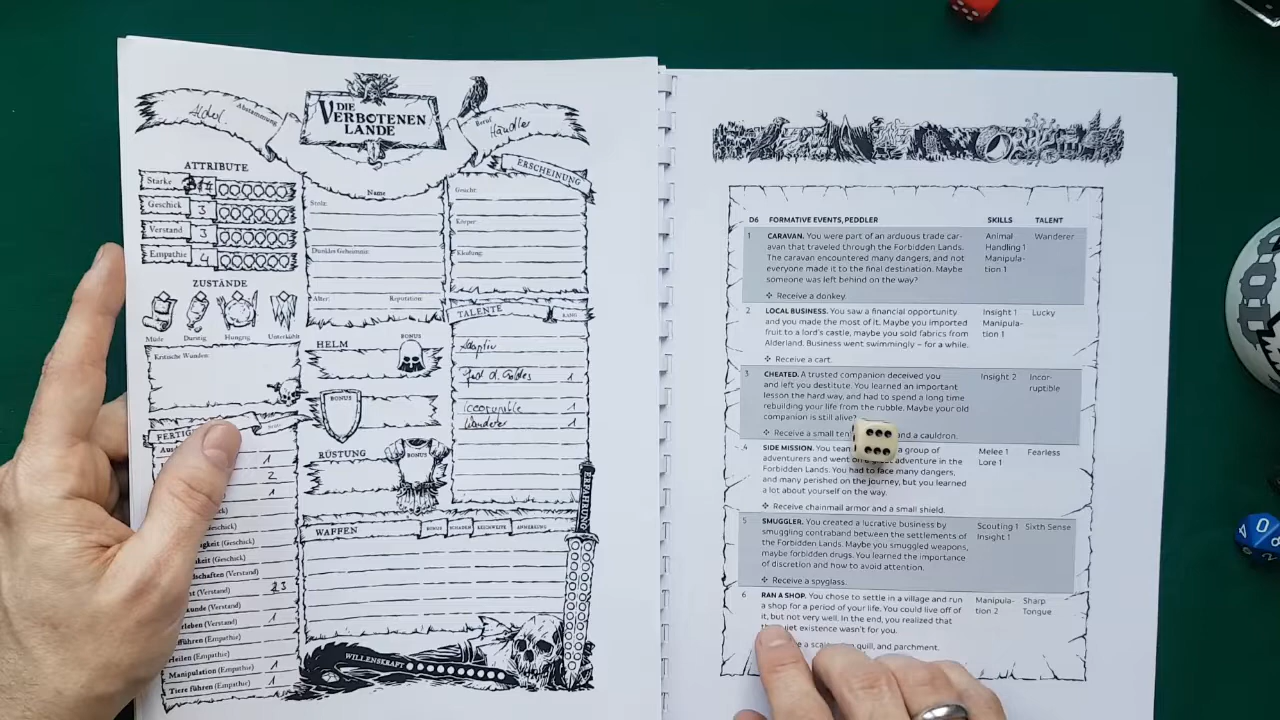 DIE
VERBOTENEN
LANDE
Abstammung
Beruf
Händler
ATTRIBUTE
Stärke
Geschick 3
Verstand 3
Empathie 4
ZUSTÄNDE
Müde Durstig Hungrig Unterkühlt
Kritische Wunden:
Name
Stolz:
Dunkles Geheimnis:
Alter: Reputation:
ERSCHEINUNG
Gesicht:
Körper:
Kleidung:
TALENTE RANG
Adaptiv
1
1
Wanderer 1
HELM
BONUS
BONUS
RÜSTUNG
BONUS
WAFFEN BONUS SCHADEN REICHWEITE ANMERKUNG
ERFAHRUNG
1
2
1
(Geschick)
(Geschick)
(Geschick)
(Verstand)
(Verstand) 3
(Verstand)
(Verstand) 1
(Empathie)
(Empathie)
Manipulation (Empathie) 1
Tiere führen (Empathie) 1
WILLENSKRAFT
D6 FORMATIVE EVENTS, PEDDLER SKILLS TALENT
1 CARAVAN. You were part of an arduous trade car- Animal Wanderer
avan that traveled through the Forbidden Lands. Handling 1
The caravan encountered many dangers, and not Manipula-
everyone made it to the final destination. Maybe tion 1
someone was left behind on the way?
❖ Receive a donkey.
2 LOCAL BUSINESS. You saw a financial opportunity Insight 1 Lucky
and you made the most of it. Maybe you imported Manipula-
fruit to a lord's castle, maybe you sold fabrics from tion 1
Alderland. Business went swimmingly – for a while.
❖ Receive a cart.
3 CHEATED. A trusted companion deceived you Insight 2 Incor-
and left you destitute. You learned an important ruptible
lesson the hard way, and had to spend a long time
rebuilding your life from the rubble. Maybe your old
companion is still alive?
❖ Receive a small and a cauldron.
4 SIDE MISSION. You a group of Melee 1 Fearless
adventurers and went on adventure in the Lore 1
Forbidden Lands. You had to face many dangers,
and many perished on the journey, but you learned
a lot about yourself on the way.
❖ Receive chainmail armor and a small shield.
5 SMUGGLER. You created a lucrative business by Scouting 1 Sixth Sense
smuggling contraband between the settlements of Insight 1
the Forbidden Lands. Maybe you smuggled weapons,
maybe forbidden drugs. You learned the importance
of discretion and how to avoid attention.
❖ Receive a spyglass.
6 RAN A SHOP. You chose to settle in a village and run Manipula- Sharp
a shop for a period of your life. You could live off of tion 2 Tongue
it, but not very well. In the end, you realized that
existence wasn't for you.
a quill, and parchment.